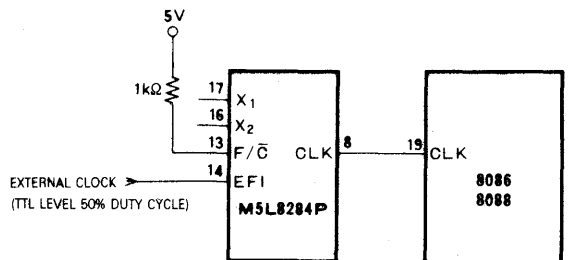 5V
1kΩ
17 X₁
16 X₂
13 F/C̄ CLK 8 19 CLK
14 EFI
EXTERNAL CLOCK
(TTL LEVEL 50% DUTY CYCLE)
M5L8284P
8086
8088